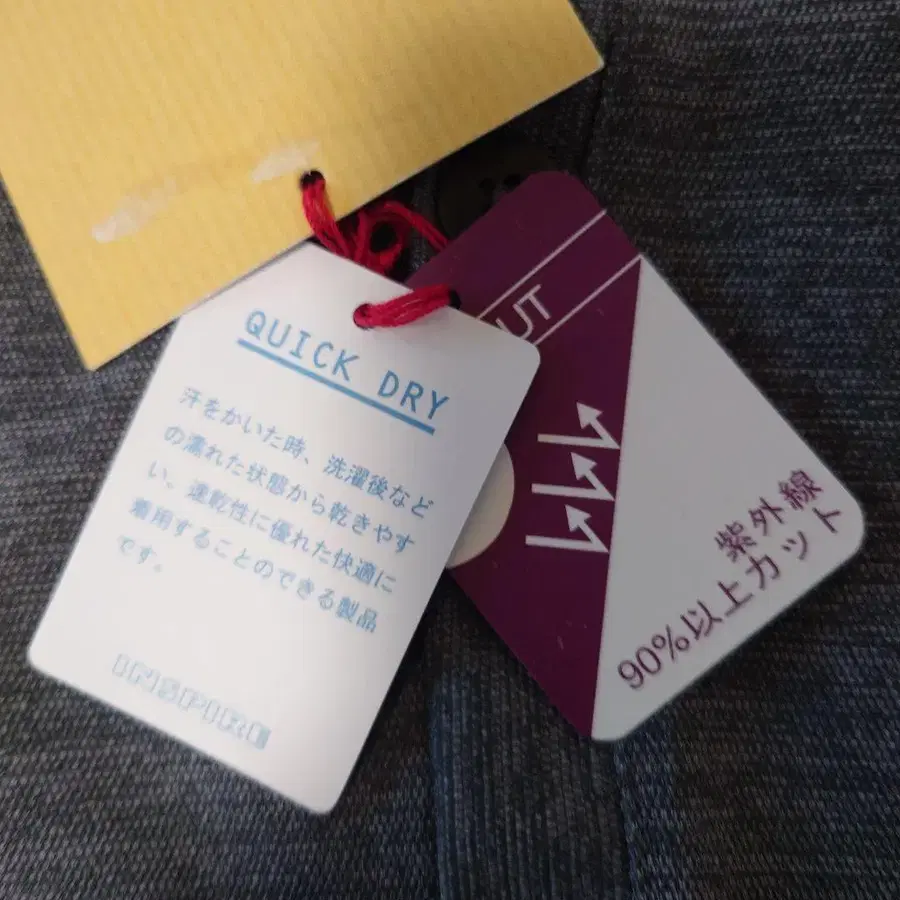 QUICK DRY
汗をかいた時、洗濯後など
の濡れた状態から乾きやす
い、速乾性に優れた快適に
着用することのできる製品
です。
INSPIRE
UT
紫外線
90%以上カット